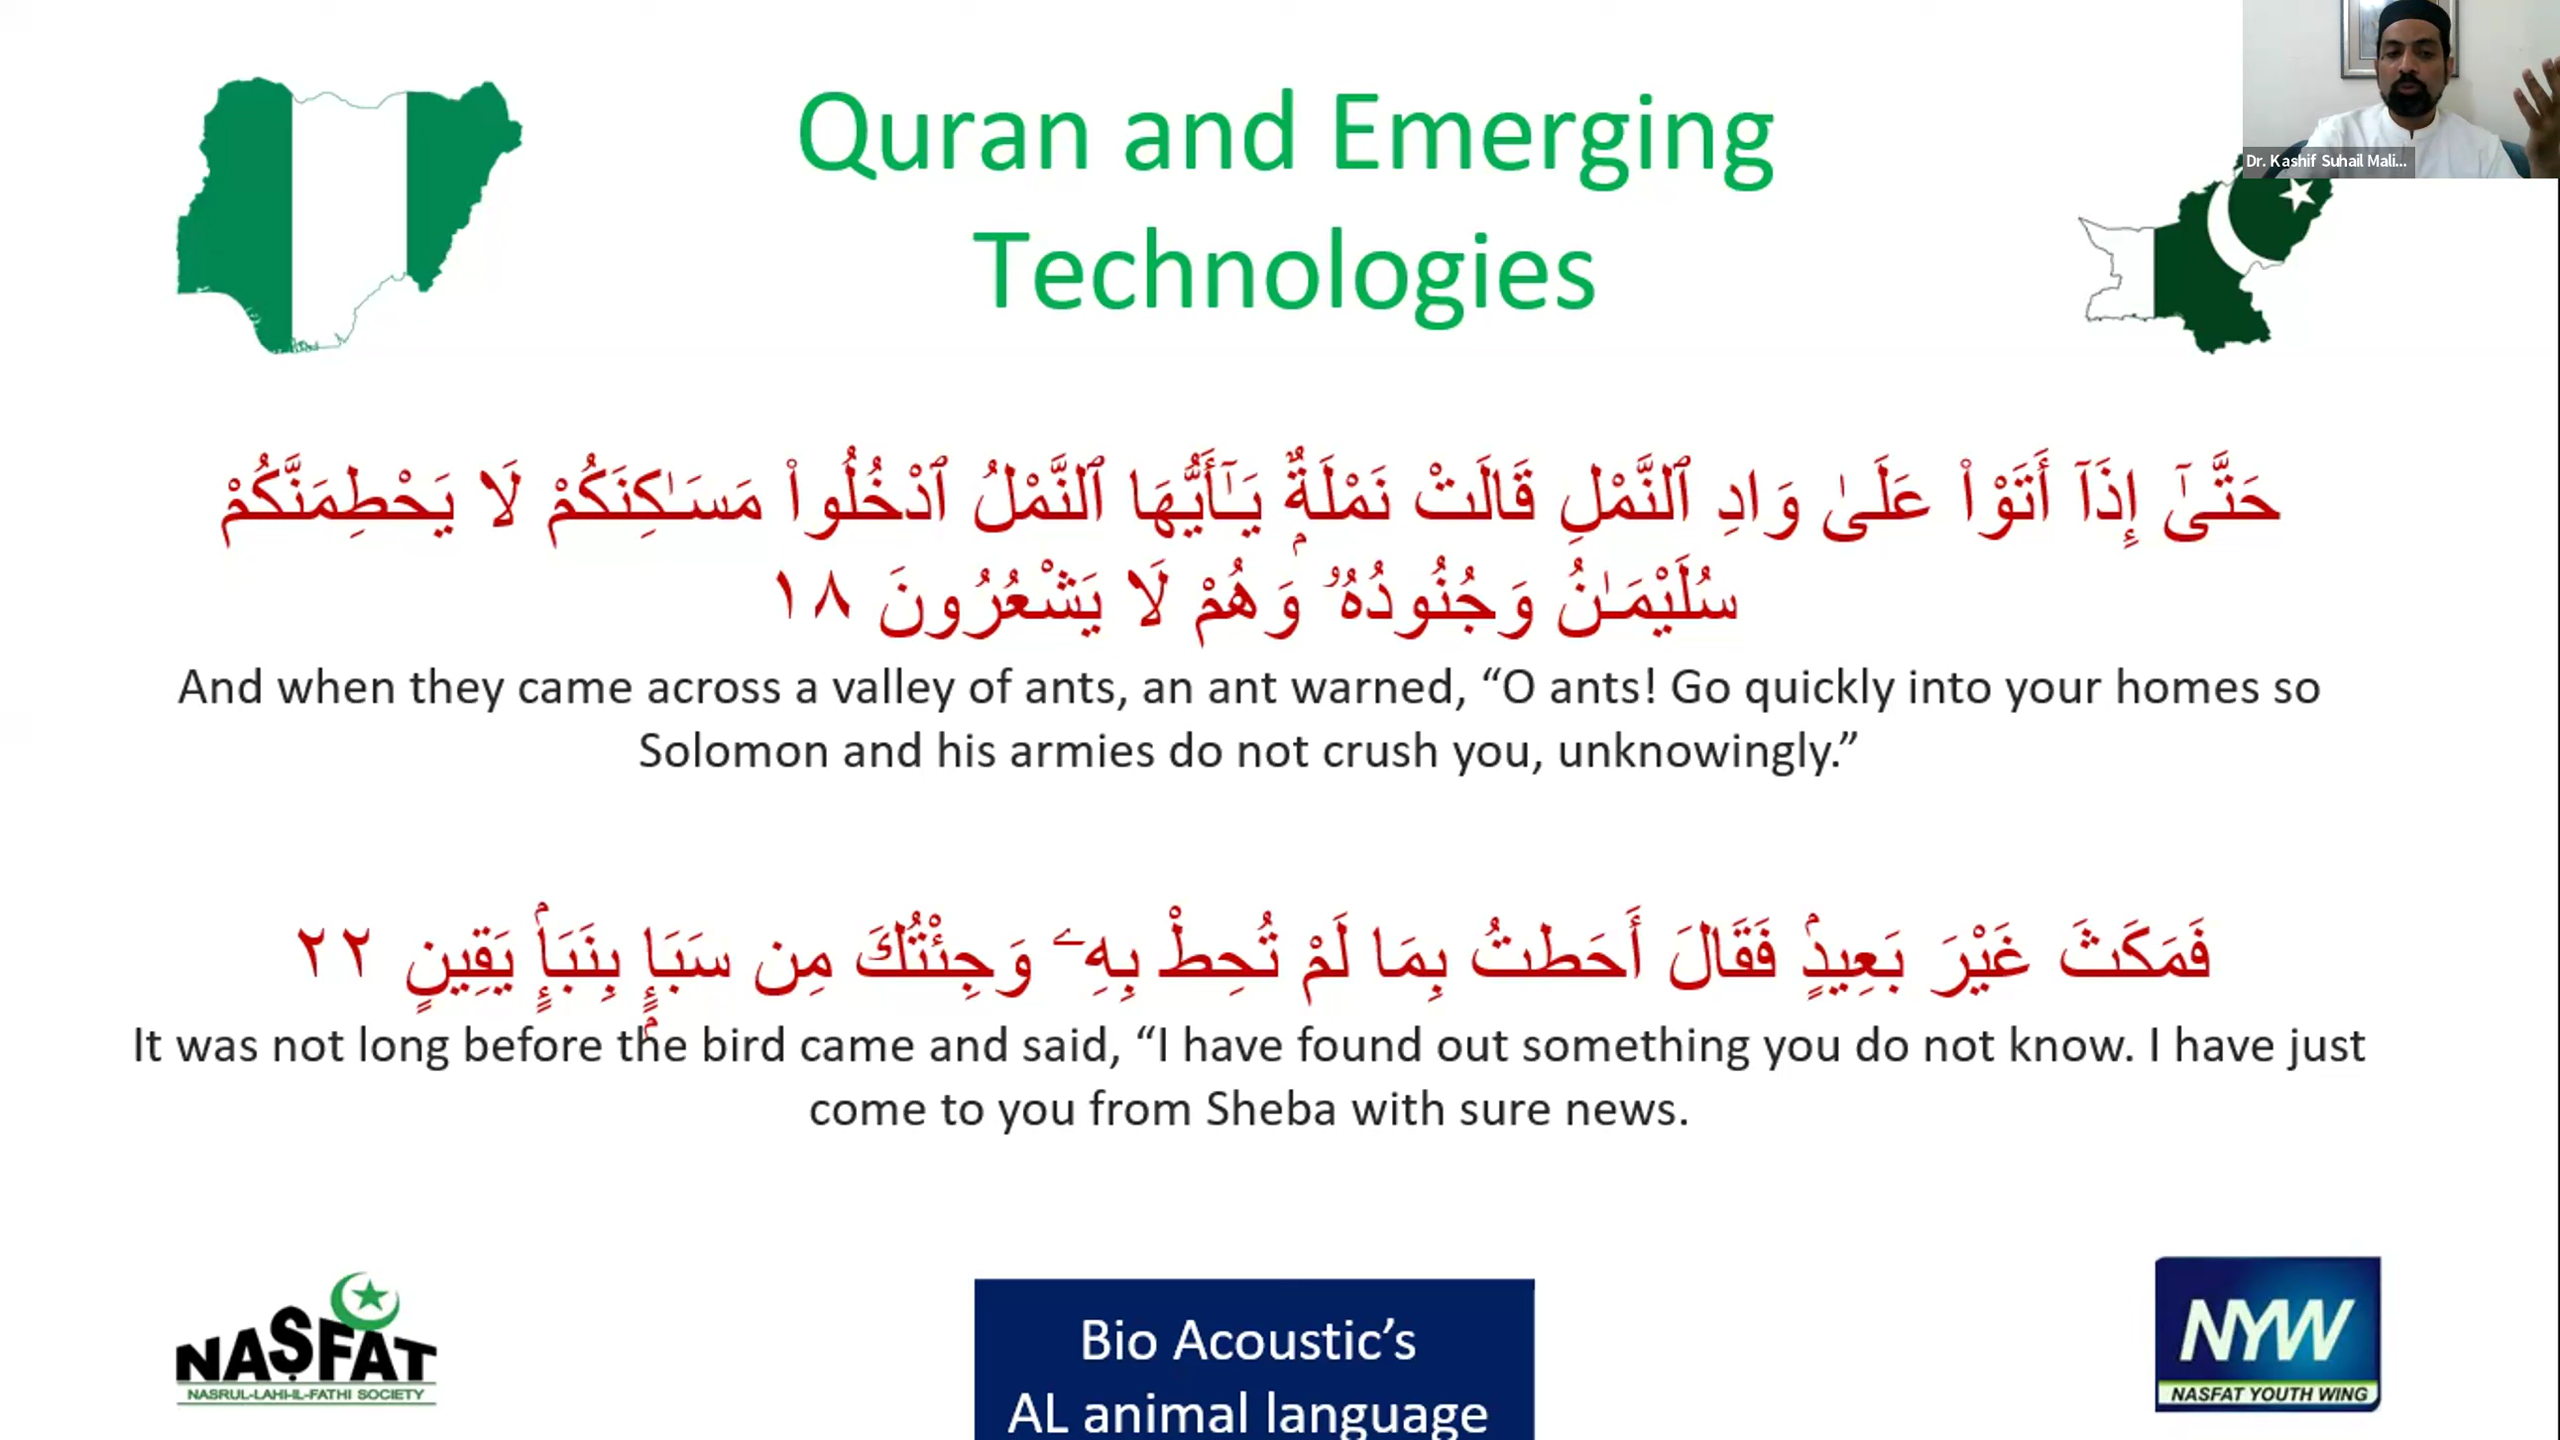 Quran and Emerging
Technologies
Dr. Kashif Suhail Mali...
حَتَّىٰٓ إِذَآ أَتَوْا۟ عَلَىٰ وَادِ ٱلنَّمْلِ قَالَتْ نَمْلَةٌۭ يَـٰٓأَيُّهَا ٱلنَّمْلُ ٱدْخُلُوا۟ مَسَـٰكِنَكُمْ لَا يَحْطِمَنَّكُمْ
سُلَيْمَـٰنُ وَجُنُودُهُۥ وَهُمْ لَا يَشْعُرُونَ ١٨
And when they came across a valley of ants, an ant warned, “O ants! Go quickly into your homes so
Solomon and his armies do not crush you, unknowingly.”
فَمَكَثَ غَيْرَ بَعِيدٍۢ فَقَالَ أَحَطتُ بِمَا لَمْ تُحِطْ بِهِۦ وَجِئْتُكَ مِن سَبَإٍۭ بِنَبَإٍۢ يَقِينٍ ٢٢
It was not long before the bird came and said, “I have found out something you do not know. I have just
come to you from Sheba with sure news.
NASFAT
NASRUL-LAHI-IL-FATHI SOCIETY
Bio Acoustic’s
AL animal language
NYW
NASFAT YOUTH WING